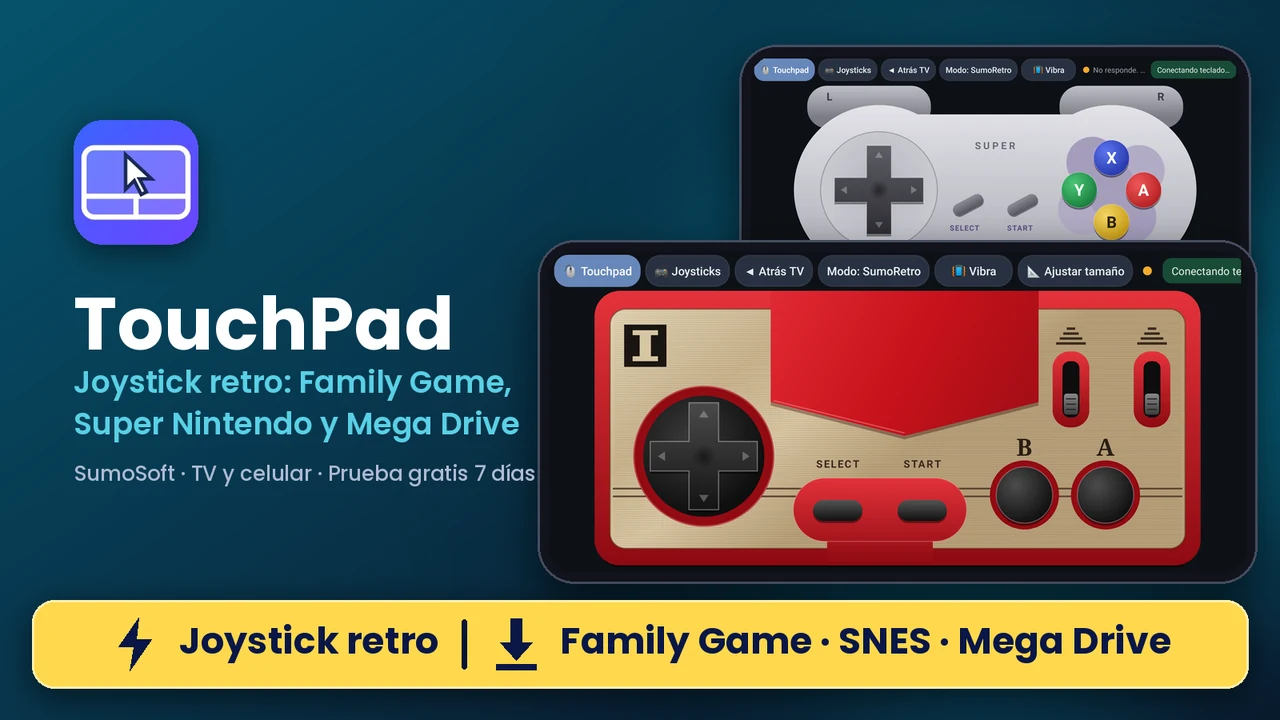 Touchpad Joysticks ◄ Atrás TV Modo: SumoRetro Vibra No responde. ... Conectando teclado...
L R
SUPER
X
Y A
B
SELECT START
Touchpad Joysticks ◄ Atrás TV Modo: SumoRetro Vibra Ajustar tamaño Conectando te
I
B A
SELECT START
TouchPad
Joystick retro: Family Game,
Super Nintendo y Mega Drive
SumoSoft · TV y celular · Prueba gratis 7 días
Joystick retro | Family Game · SNES · Mega Drive